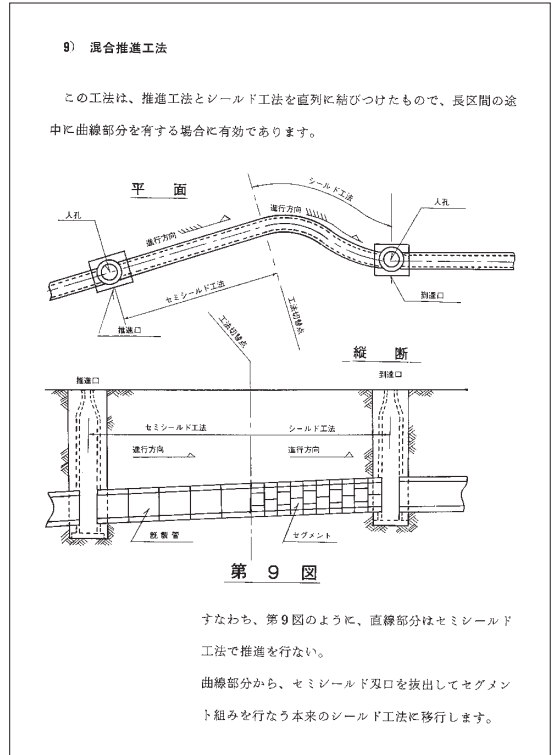 9） 混合推進工法
この工法は、推進工法とシールド工法を直列に結びつけたもので、長区間の途
中に曲線部分を有する場合に有効であります。
平　面
シールド工法
人孔
進行方向
人孔
進行方向
セミシールド工法
推進口
工法切替点
工法切替点
到達口
縦　断
推進口
到達口
セミシールド工法
シールド工法
進行方向
進行方向
既製管
セグメント
第　9　図
すなわち、第9図のように、直線部分はセミシールド
工法で推進を行ない。
曲線部分から、セミシールド刃口を抜出してセグメン
ト組みを行なう本来のシールド工法に移行します。